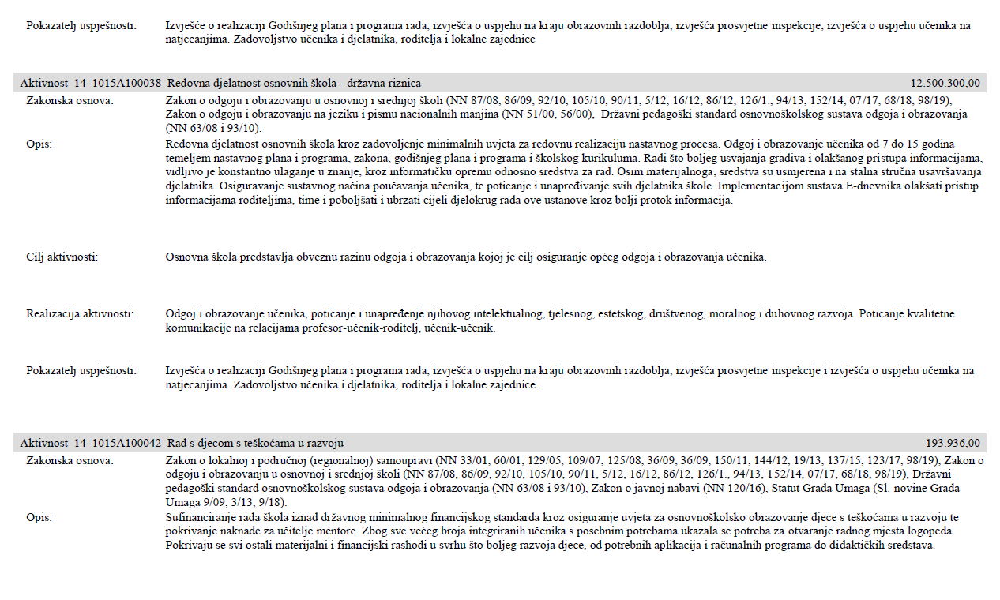 Pokazatelj uspješnosti: Izvješće o realizaciji Godišnjeg plana i programa rada, izvješća o uspjehu na kraju obrazovnih razdoblja, izvješća prosvjetne inspekcije, izvješća o uspjehu učenika na
natjecanjima. Zadovoljstvo učenika i djelatnika, roditelja i lokalne zajednice
Aktivnost 14 1015A100038 Redovna djelatnost osnovnih škola - državna riznica 12.500.300,00
Zakonska osnova: Zakon o odgoju i obrazovanju u osnovnoj i srednjoj školi (NN 87/08, 86/09, 92/10, 105/10, 90/11, 5/12, 16/12, 86/12, 126/1., 94/13, 152/14, 07/17, 68/18, 98/19),
Zakon o odgoju i obrazovanju na jeziku i pismu nacionalnih manjina (NN 51/00, 56/00), Državni pedagoški standard osnovnoškolskog sustava odgoja i obrazovanja
(NN 63/08 i 93/10).
Opis: Redovna djelatnost osnovnih škola kroz zadovoljenje minimalnih uvjeta za redovnu realizaciju nastavnog procesa. Odgoj i obrazovanje učenika od 7 do 15 godina
temeljem nastavnog plana i programa, zakona, godišnjeg plana i programa i školskog kurikuluma. Radi što boljeg usvajanja gradiva i olakšanog pristupa informacijama,
vidljivo je konstantno ulaganje u znanje, kroz informatičku opremu odnosno sredstva za rad. Osim materijalnoga, sredstva su usmjerena i na stalna stručna usavršavanja
djelatnika. Osiguravanje sustavnog načina poučavanja učenika, te poticanje i unapređivanje svih djelatnika škole. Implementacijom sustava E-dnevnika olakšati pristup
informacijama roditeljima, time i poboljšati i ubrzati cijeli djelokrug rada ove ustanove kroz bolji protok informacija.
Cilj aktivnosti: Osnovna škola predstavlja obveznu razinu odgoja i obrazovanja kojoj je cilj osiguranje općeg odgoja i obrazovanja učenika.
Realizacija aktivnosti: Odgoj i obrazovanje učenika, poticanje i unapređenje njihovog intelektualnog, tjelesnog, estetskog, društvenog, moralnog i duhovnog razvoja. Poticanje kvalitetne
komunikacije na relacijama profesor-učenik-roditelj, učenik-učenik.
Pokazatelj uspješnosti: Izvješća o realizaciji Godišnjeg plana i programa rada, izvješća o uspjehu na kraju obrazovnih razdoblja, izvješća prosvjetne inspekcije i izvješća o uspjehu učenika na
natjecanjima. Zadovoljstvo učenika i djelatnika, roditelja i lokalne zajednice.
Aktivnost 14 1015A100042 Rad s djecom s teškoćama u razvoju 193.936,00
Zakonska osnova: Zakon o lokalnoj i područnoj (regionalnoj) samoupravi (NN 33/01, 60/01, 129/05, 109/07, 125/08, 36/09, 36/09, 150/11, 144/12, 19/13, 137/15, 123/17, 98/19), Zakon o
odgoju i obrazovanju u osnovnoj i srednjoj školi (NN 87/08, 86/09, 92/10, 105/10, 90/11, 5/12, 16/12, 86/12, 126/1., 94/13, 152/14, 07/17, 68/18, 98/19), Državni
pedagoški standard osnovnoškolskog sustava odgoja i obrazovanja (NN 63/08 i 93/10), Zakon o javnoj nabavi (NN 120/16), Statut Grada Umaga (Sl. novine Grada
Umaga 9/09, 3/13, 9/18).
Opis: Sufinanciranje rada škola iznad državnog minimalnog financijskog standarda kroz osiguranje uvjeta za osnovnoškolsko obrazovanje djece s teškoćama u razvoju te
pokrivanje naknade za učitelje mentore. Zbog sve većeg broja integriranih učenika s posebnim potrebama ukazala se potreba za otvaranje radnog mjesta logopeda.
Pokrivaju se svi ostali materijalni i financijski rashodi u svrhu što boljeg razvoja djece, od potrebnih aplikacija i računalnih programa do didaktičkih sredstava.